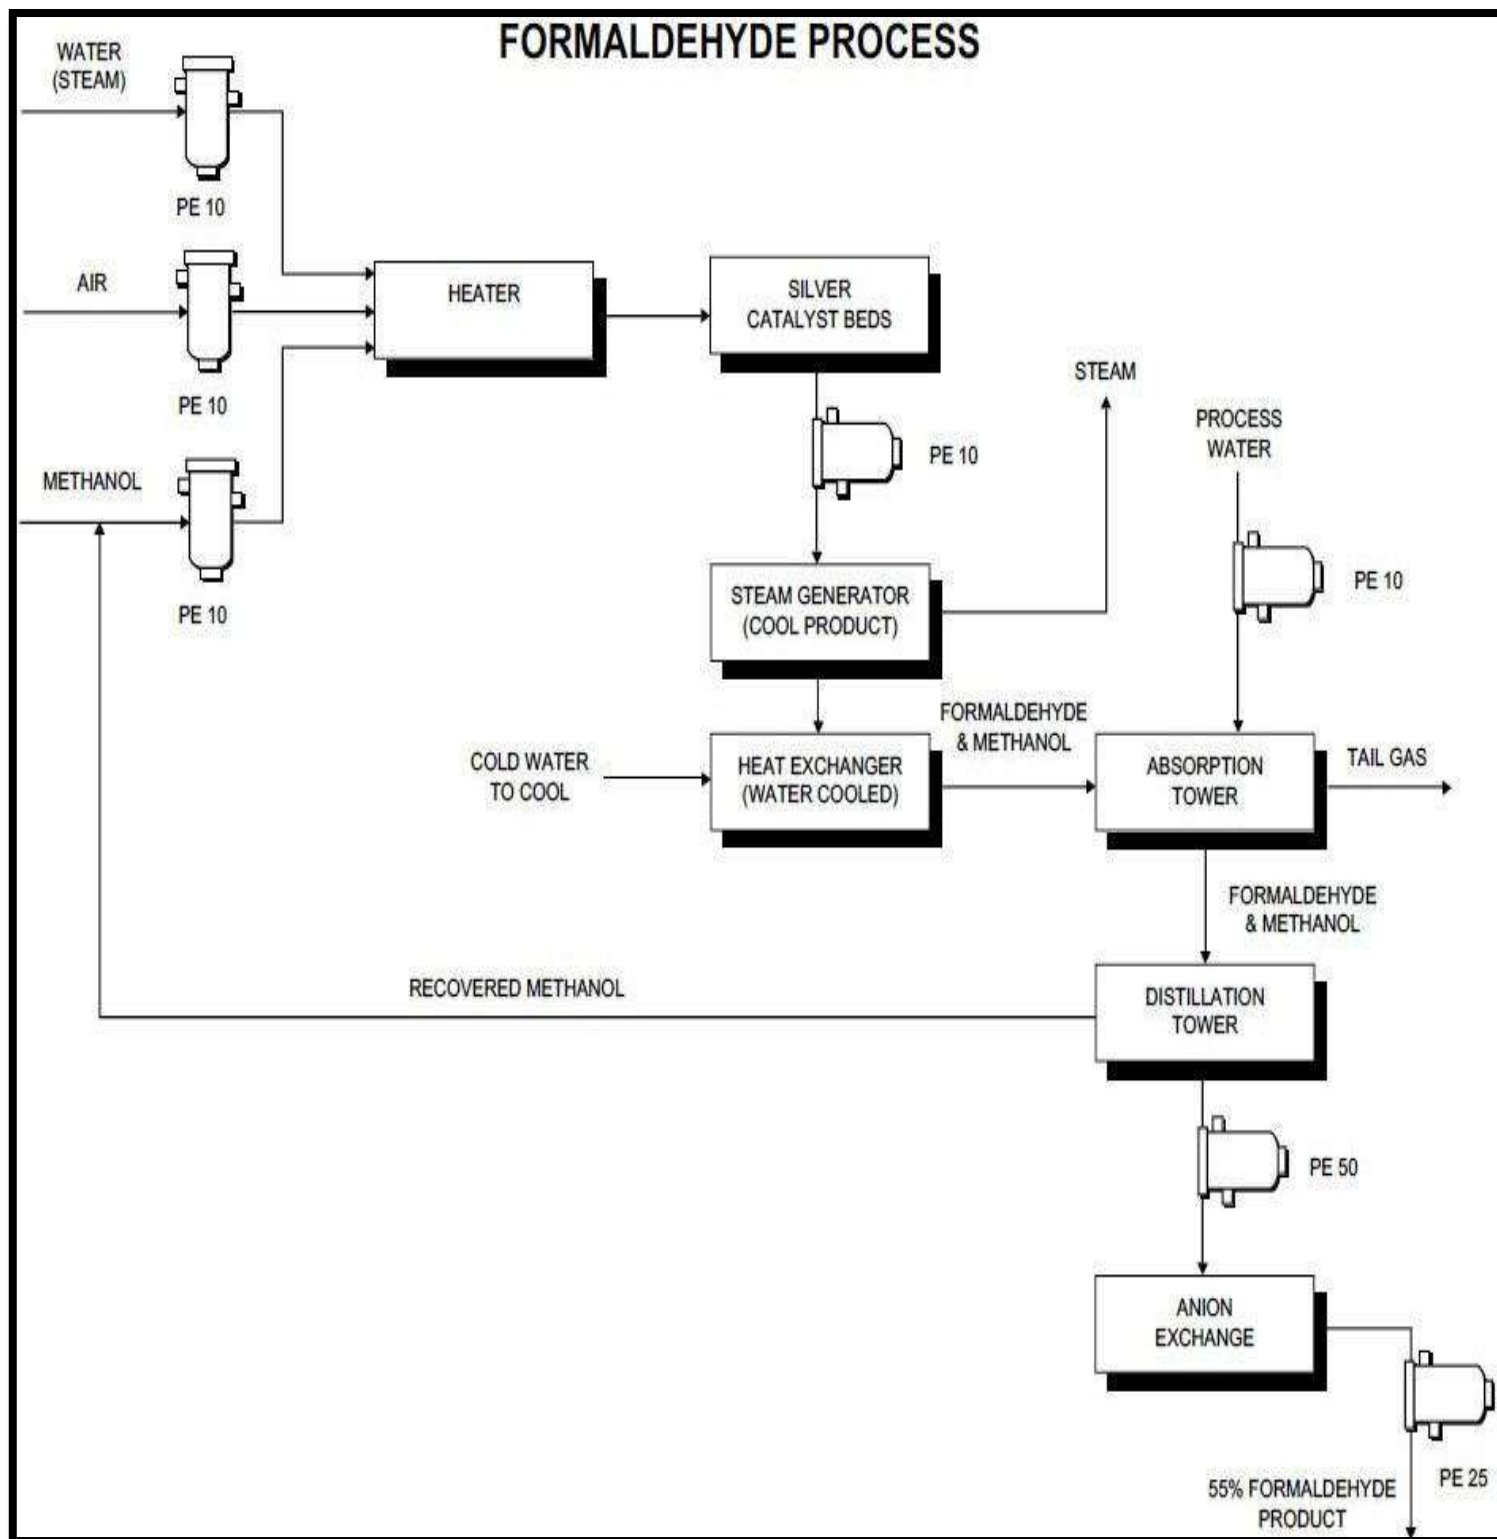 FORMALDEHYDE PROCESS
WATER
(STEAM)
PE 10
AIR
PE 10
METHANOL
PE 10
HEATER
SILVER
CATALYST BEDS
PE 10
STEAM
PROCESS
WATER
PE 10
STEAM GENERATOR
(COOL PRODUCT)
COLD WATER
TO COOL
HEAT EXCHANGER
(WATER COOLED)
FORMALDEHYDE
& METHANOL
ABSORPTION
TOWER
TAIL GAS
FORMALDEHYDE
& METHANOL
RECOVERED METHANOL
DISTILLATION
TOWER
PE 50
ANION
EXCHANGE
PE 25
55% FORMALDEHYDE
PRODUCT